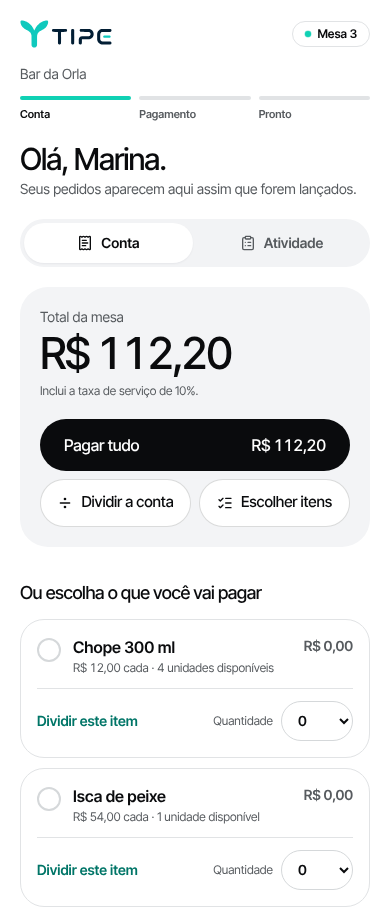 TIPE
Mesa 3
Bar da Orla
Conta
Pagamento
Pronto
Olá, Marina.
Seus pedidos aparecem aqui assim que forem lançados.
Conta
Atividade
Total da mesa
R$ 112,20
Inclui a taxa de serviço de 10%.
Pagar tudo
R$ 112,20
Dividir a conta
Escolher itens
Ou escolha o que você vai pagar
Chope 300 ml
R$ 0,00
R$ 12,00 cada · 4 unidades disponíveis
Dividir este item
Quantidade
0
Isca de peixe
R$ 0,00
R$ 54,00 cada · 1 unidade disponível
Dividir este item
Quantidade
0